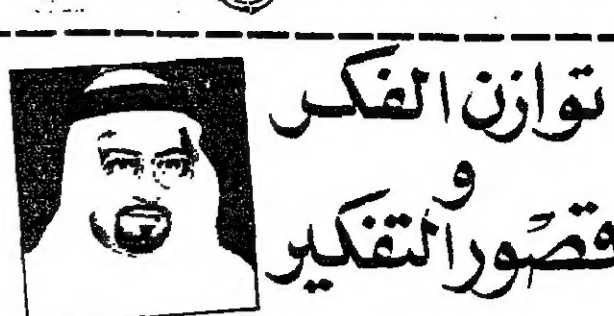 توازن الفكر
و
قصور التفكير